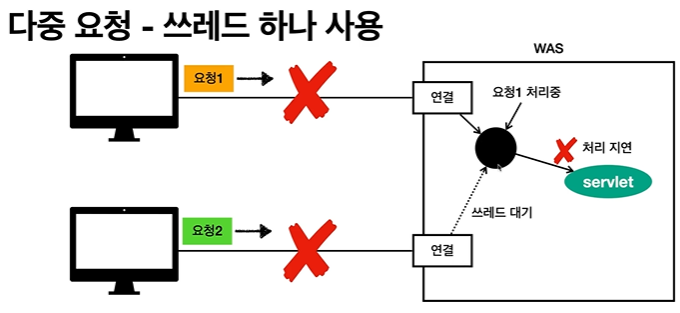 다중 요청 - 쓰레드 하나 사용
WAS
요청1
연결
요청1 처리중
처리 지연
servlet
쓰레드 대기
요청2
연결